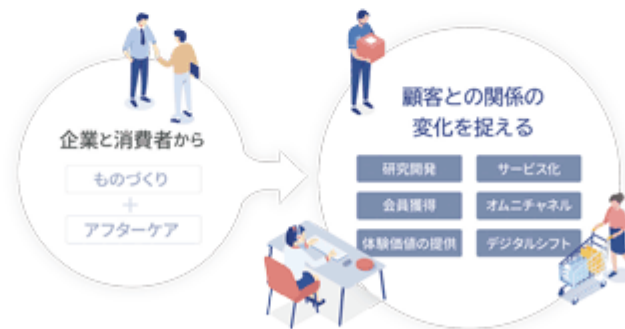 企業と消費者から
ものづくり
+
アフターケア
顧客との関係の
変化を捉える
研究開発
サービス化
会員獲得
オムニチャネル
体験価値の提供
デジタルシフト